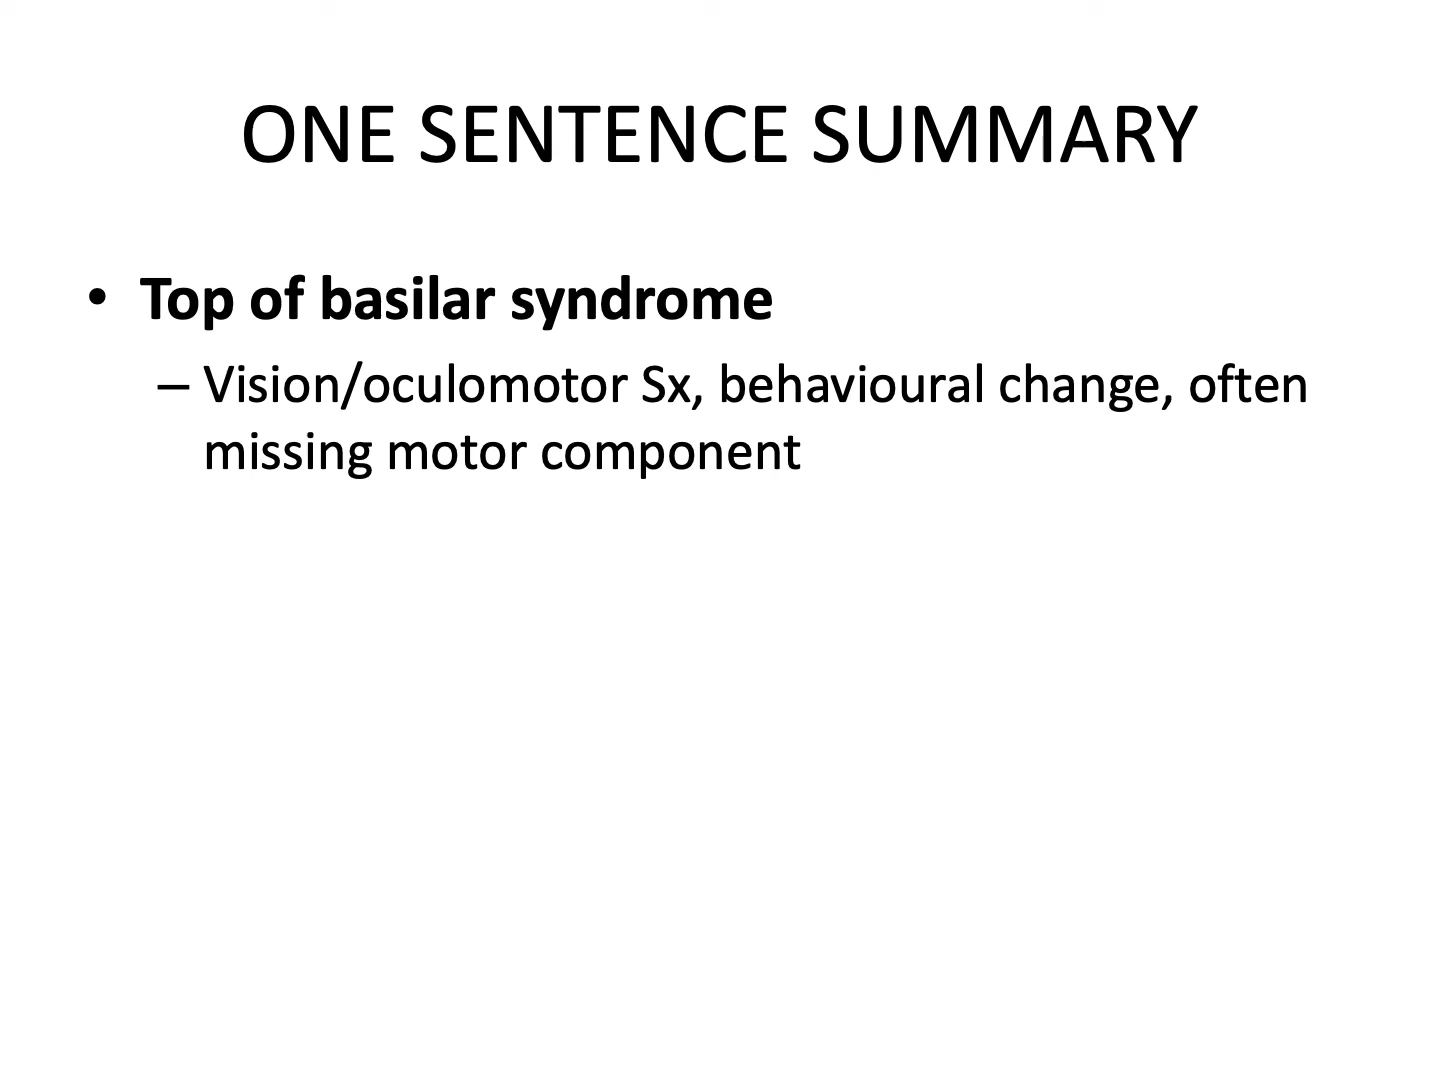 ONE SENTENCE SUMMARY
• Top of basilar syndrome
– Vision/oculomotor Sx, behavioural change, often
missing motor component